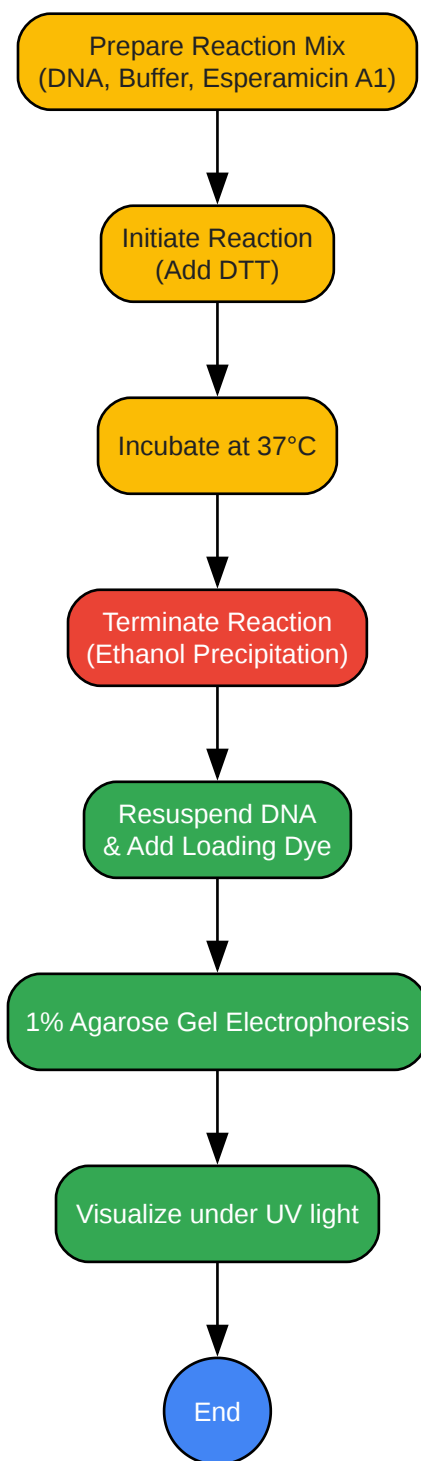 Prepare Reaction Mix
(DNA, Buffer, Esperamicin A1)
Initiate Reaction
(Add DTT)
Incubate at 37°C
Terminate Reaction
(Ethanol Precipitation)
Resuspend DNA
& Add Loading Dye
1% Agarose Gel Electrophoresis
Visualize under UV light
End